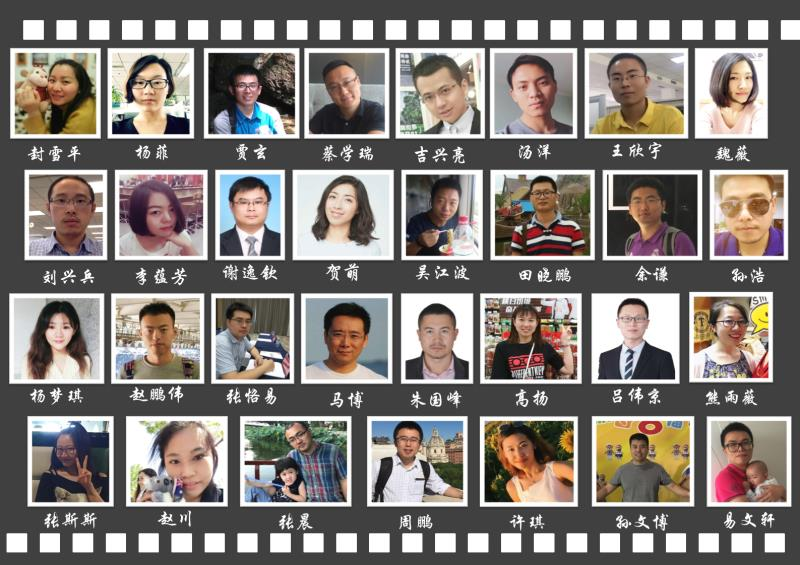 封雪平 杨菲 贾玄 蔡学瑞 吉兴亮 汤洋 王欣宇 魏薇
刘兴兵 李蕴芳 谢逸钦 贺萌 吴江波 田晓鹏 余谦 孙浩
杨梦琪 赵鹏伟 张恪易 马博 朱国峰 高扬 吕伟京 熊雨薇
张斯斯 赵川 张晨 周鹏 许琪 孙文博 易文轩